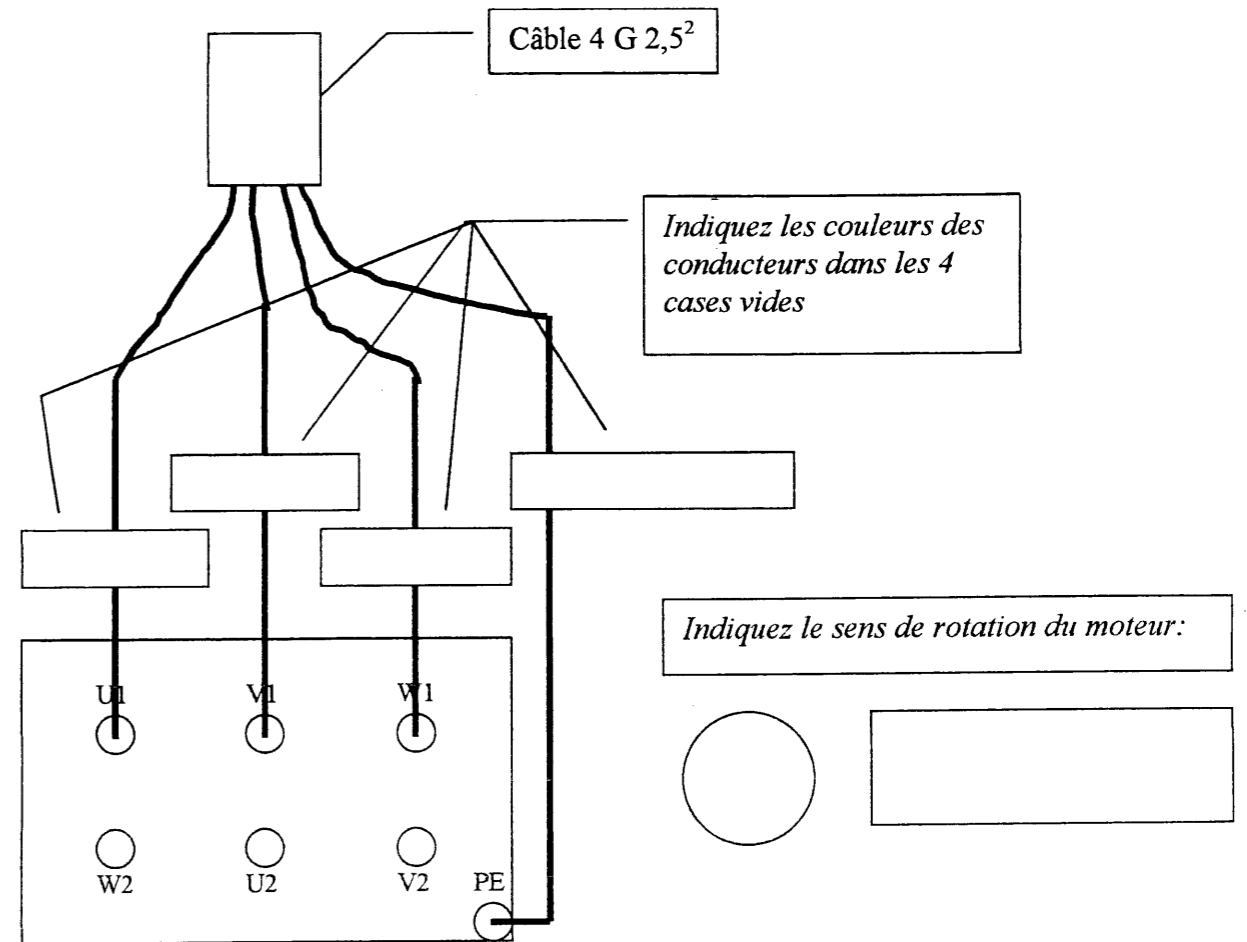 Câble 4 G 2,5²
Indiquez les couleurs des
conducteurs dans les 4
cases vides
Indiquez le sens de rotation du moteur:
U1 V1 W1
W2 U2 V2 PE